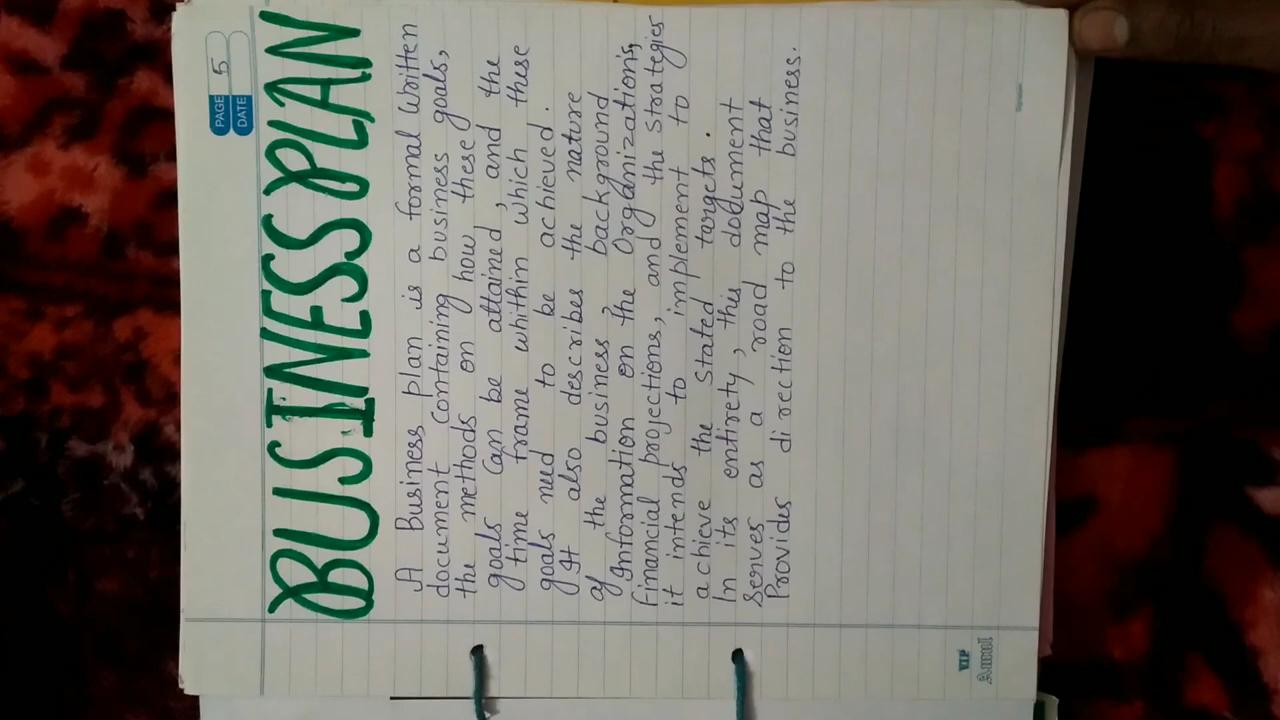 PAGE 5
DATE
BUSINESS PLAN
A Business plan is a formal written
document containing business goals,
the methods on how these goals,
goals can be attained, and the
time frame whithin which these
goals need to be achieved.
It also describes the nature
of the business, background
Information on the Organization's,
Financial projections, and the strategies
it intends to implement to
achieve the stated targets.
In its entirety, this document
Serves as a road map that
Provides direction to the business.
VIP